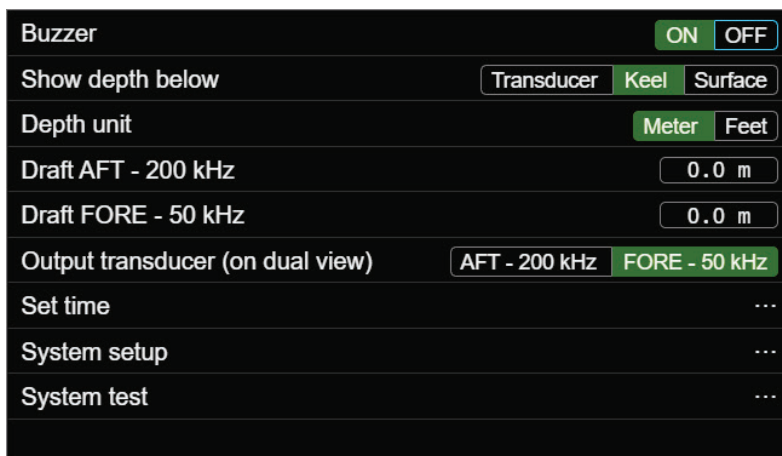 Buzzer ON OFF
Show depth below Transducer Keel Surface
Depth unit Meter Feet
Draft AFT - 200 kHz 0.0 m
Draft FORE - 50 kHz 0.0 m
Output transducer (on dual view) AFT - 200 kHz FORE - 50 kHz
Set time ...
System setup ...
System test ...